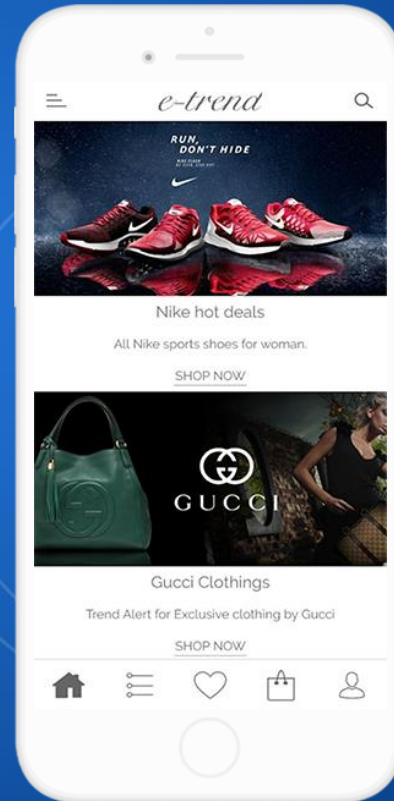 e-trend
RUN,
DON'T HIDE
Nike hot deals
All Nike sports shoes for woman.
SHOP NOW
GUCCI
Gucci Clothings
Trend Alert for Exclusive clothing by Gucci
SHOP NOW